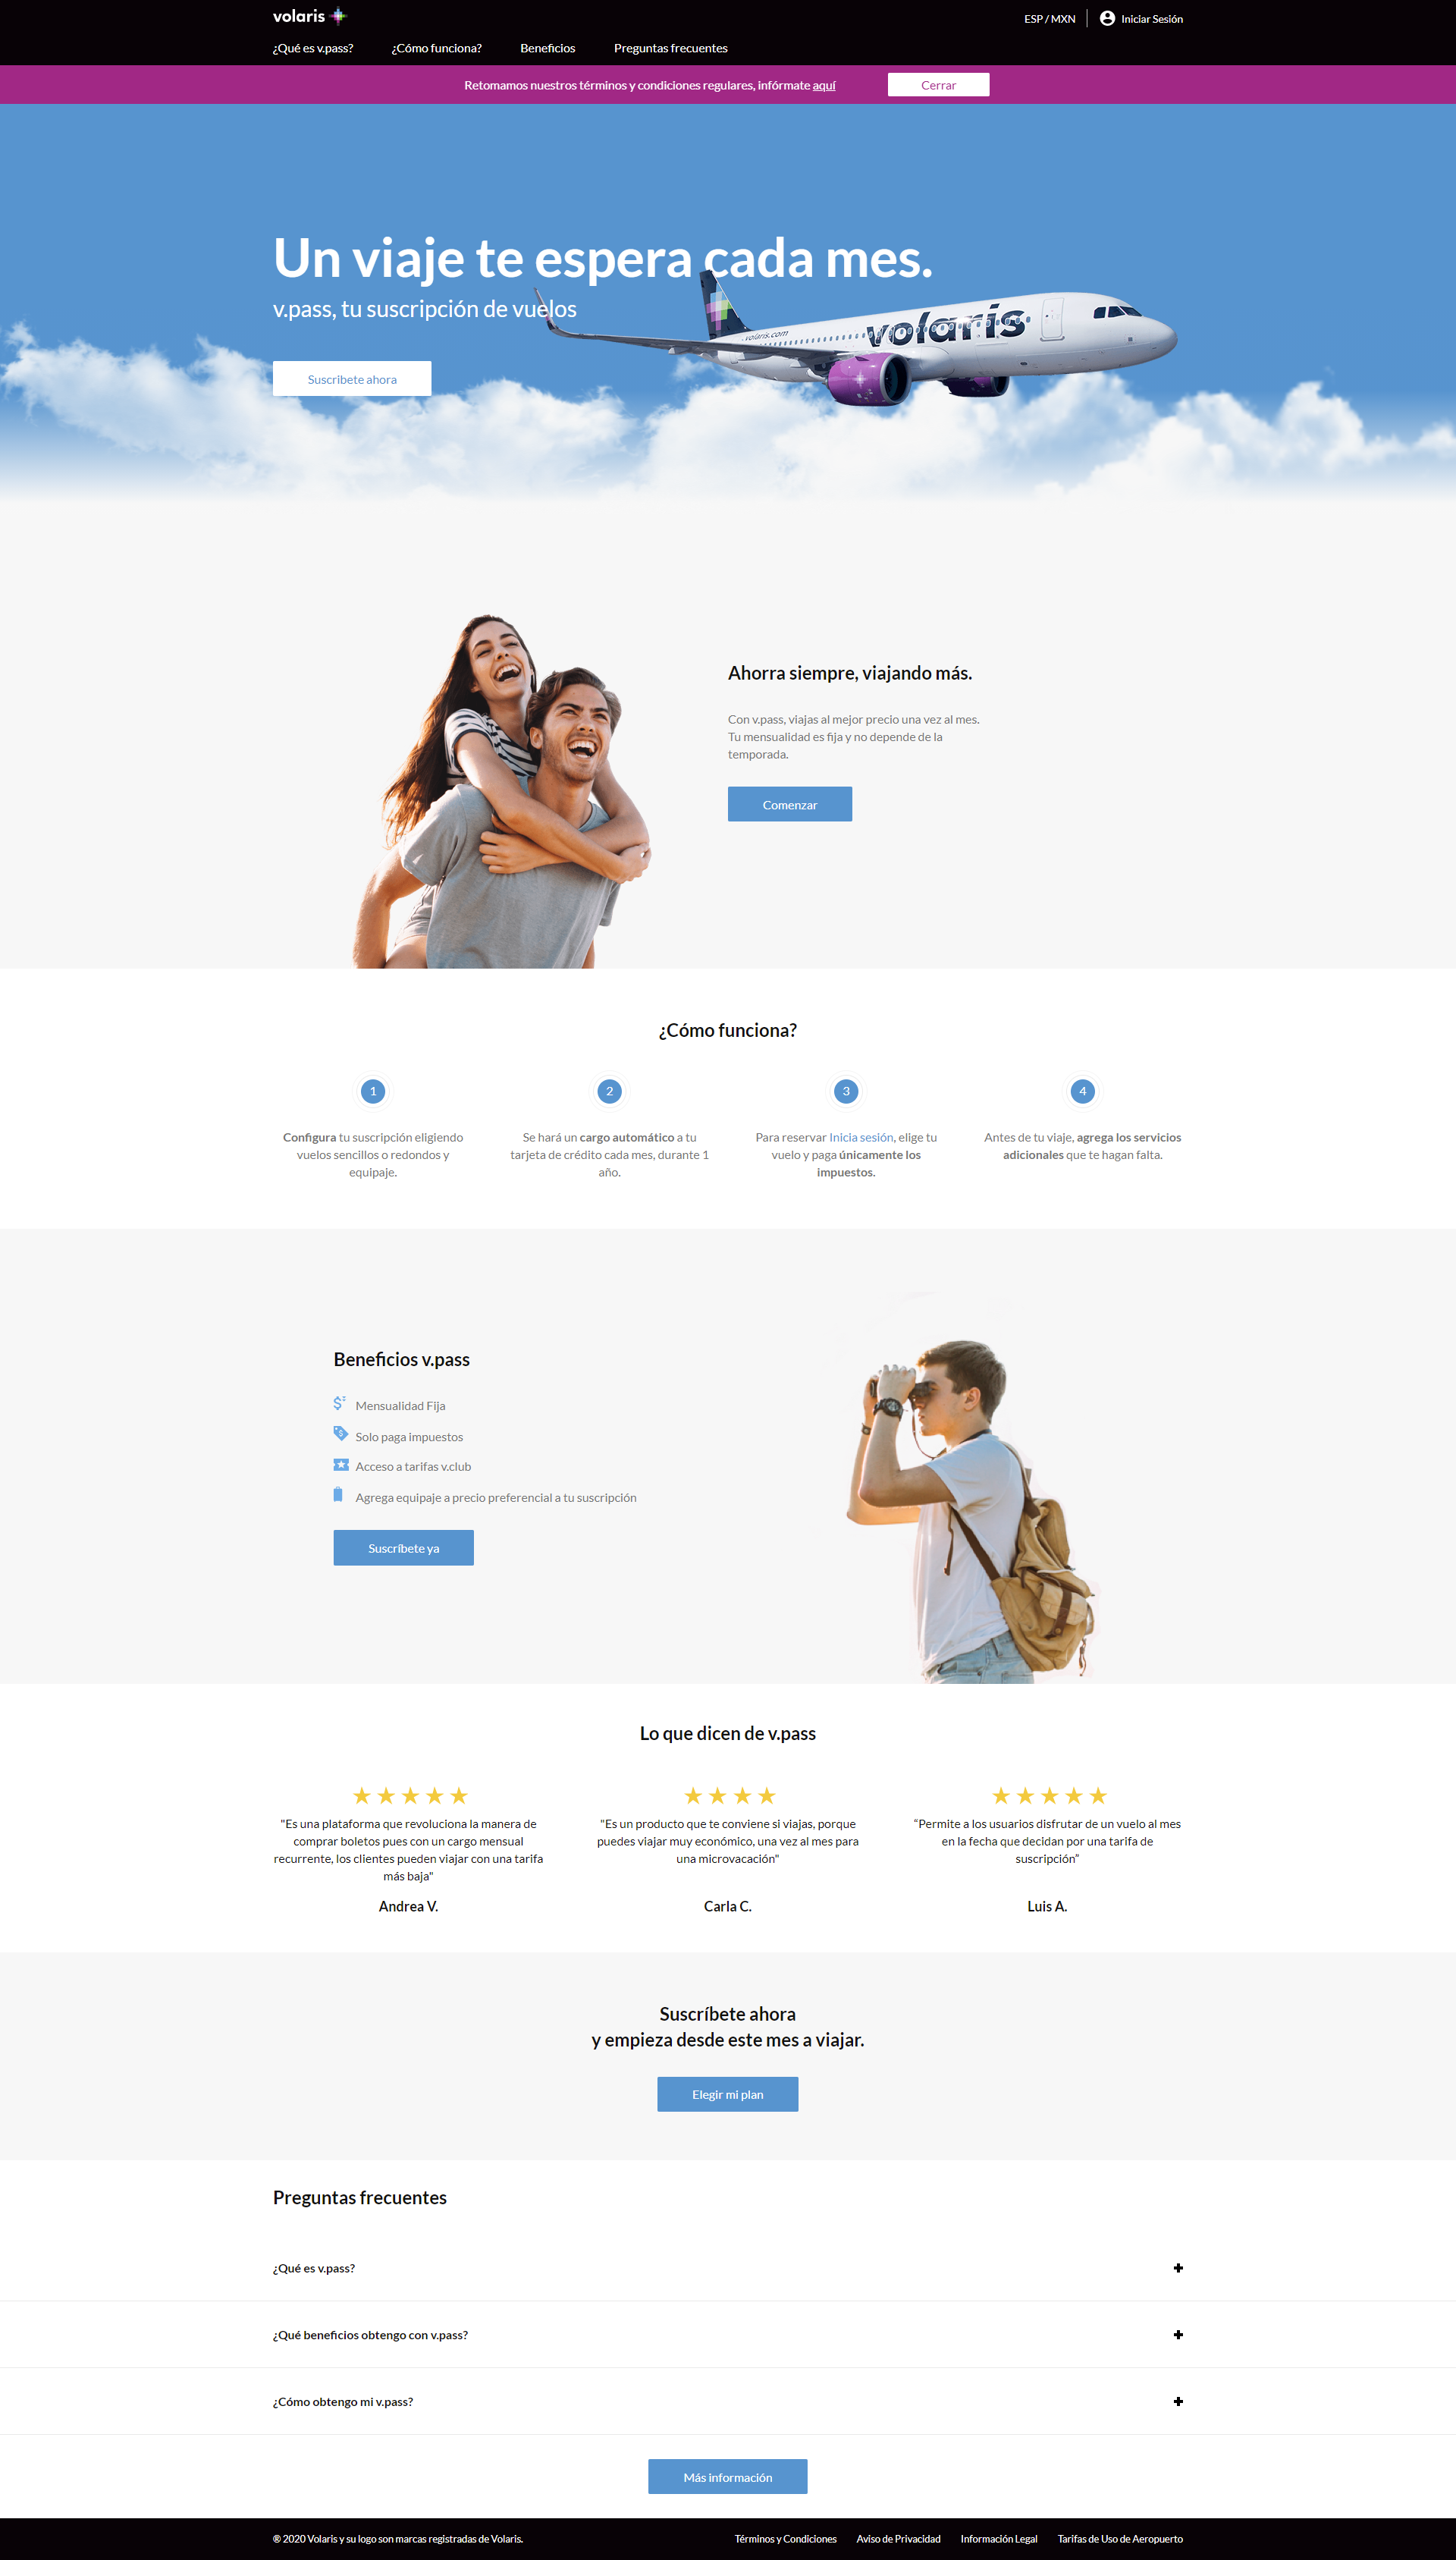 volaris
ESP / MXN
Iniciar Sesión
¿Qué es v.pass?
¿Cómo funciona?
Beneficios
Preguntas frecuentes
Retomamos nuestros términos y condiciones regulares, infórmate aquí
Cerrar
Un viaje te espera cada mes.
v.pass, tu suscripción de vuelos
volaris
volaris.com
Suscribete ahora
Ahorra siempre, viajando más.
Con v.pass, viajas al mejor precio una vez al mes.
Tu mensualidad es fija y no depende de la
temporada.
Comenzar
¿Cómo funciona?
1
Configura tu suscripción eligiendo
vuelos sencillos o redondos y
equipaje.
2
Se hará un cargo automático a tu
tarjeta de crédito cada mes, durante 1
año.
3
Para reservar Inicia sesión, elige tu
vuelo y paga únicamente los
impuestos.
4
Antes de tu viaje, agrega los servicios
adicionales que te hagan falta.
Beneficios v.pass
Mensualidad Fija
Solo paga impuestos
Acceso a tarifas v.club
Agrega equipaje a precio preferencial a tu suscripción
Suscríbete ya
Lo que dicen de v.pass
"Es una plataforma que revoluciona la manera de
comprar boletos pues con un cargo mensual
recurrente, los clientes pueden viajar con una tarifa
más baja"
Andrea V.
"Es un producto que te conviene si viajas, porque
puedes viajar muy económico, una vez al mes para
una microvacación"
Carla C.
“Permite a los usuarios disfrutar de un vuelo al mes
en la fecha que decidan por una tarifa de
suscripción”
Luis A.
Suscríbete ahora
y empieza desde este mes a viajar.
Elegir mi plan
Preguntas frecuentes
¿Qué es v.pass?
¿Qué beneficios obtengo con v.pass?
¿Cómo obtengo mi v.pass?
Más información
® 2020 Volaris y su logo son marcas registradas de Volaris.
Términos y Condiciones
Aviso de Privacidad
Información Legal
Tarifas de Uso de Aeropuerto